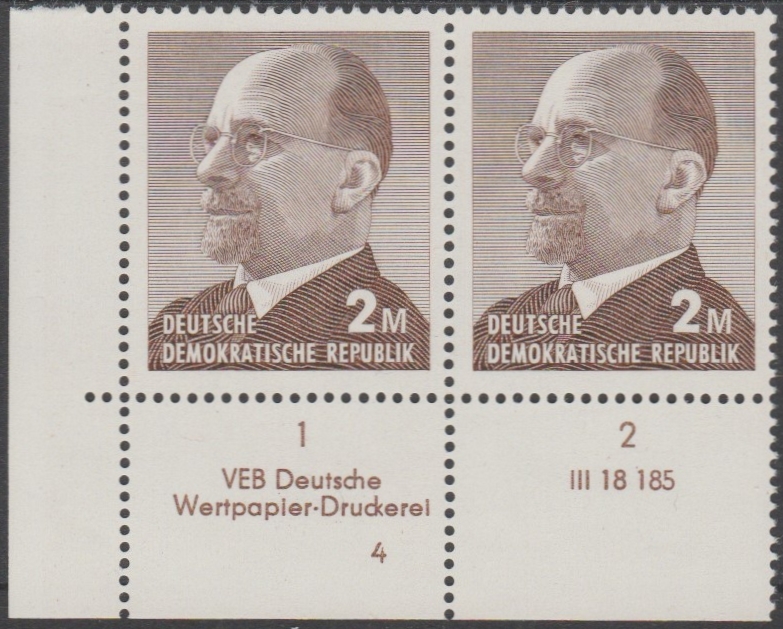 2 M
DEUTSCHE
DEMOKRATISCHE REPUBLIK
2 M
DEUTSCHE
DEMOKRATISCHE REPUBLIK
1
VEB Deutsche
Wertpapier-Druckerei
4
2
III 18 185